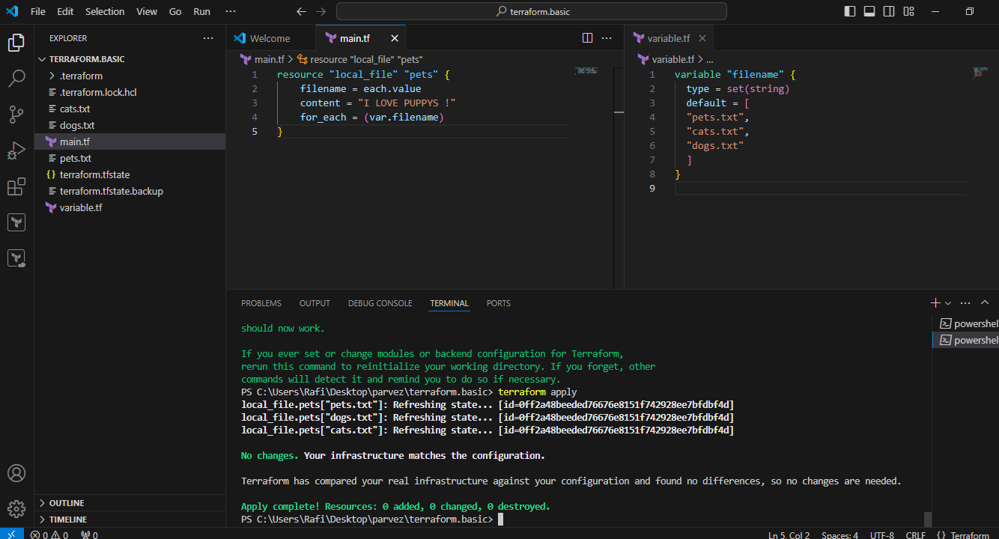 File Edit Selection View Go Run ··· terraform.basic
EXPLORER ···
TERRAFORM.BASIC
.terraform
.terraform.lock.hcl
cats.txt
dogs.txt
main.tf
pets.txt
{} terraform.tfstate
terraform.tfstate.backup
variable.tf
OUTLINE
TIMELINE
Welcome main.tf ···
main.tf > resource "local_file" "pets"
1 resource "local_file" "pets" {
2 filename = each.value
3 content = "I LOVE PUPPYS !"
4 for_each = (var.filename)
5 }
variable.tf
variable.tf > ...
1 variable "filename" {
2 type = set(string)
3 default = [
4 "pets.txt",
5 "cats.txt",
6 "dogs.txt"
7 ]
8 }
9
PROBLEMS OUTPUT DEBUG CONSOLE TERMINAL PORTS ···
should now work.
If you ever set or change modules or backend configuration for Terraform,
rerun this command to reinitialize your working directory. If you forget, other
commands will detect it and remind you to do so if necessary.
PS C:\Users\Rafi\Desktop\parvez\terraform.basic> terraform apply
local_file.pets["pets.txt"]: Refreshing state... [id=0ff2a48beeded76676e8151f742928ee7bfdbf4d]
local_file.pets["dogs.txt"]: Refreshing state... [id=0ff2a48beeded76676e8151f742928ee7bfdbf4d]
local_file.pets["cats.txt"]: Refreshing state... [id=0ff2a48beeded76676e8151f742928ee7bfdbf4d]
No changes. Your infrastructure matches the configuration.
Terraform has compared your real infrastructure against your configuration and found no differences, so no changes are needed.
Apply complete! Resources: 0 added, 0 changed, 0 destroyed.
PS C:\Users\Rafi\Desktop\parvez\terraform.basic>
powershel
powershel
0 0 0 Ln 5, Col 2 Spaces: 4 UTF-8 CRLF {} Terraform